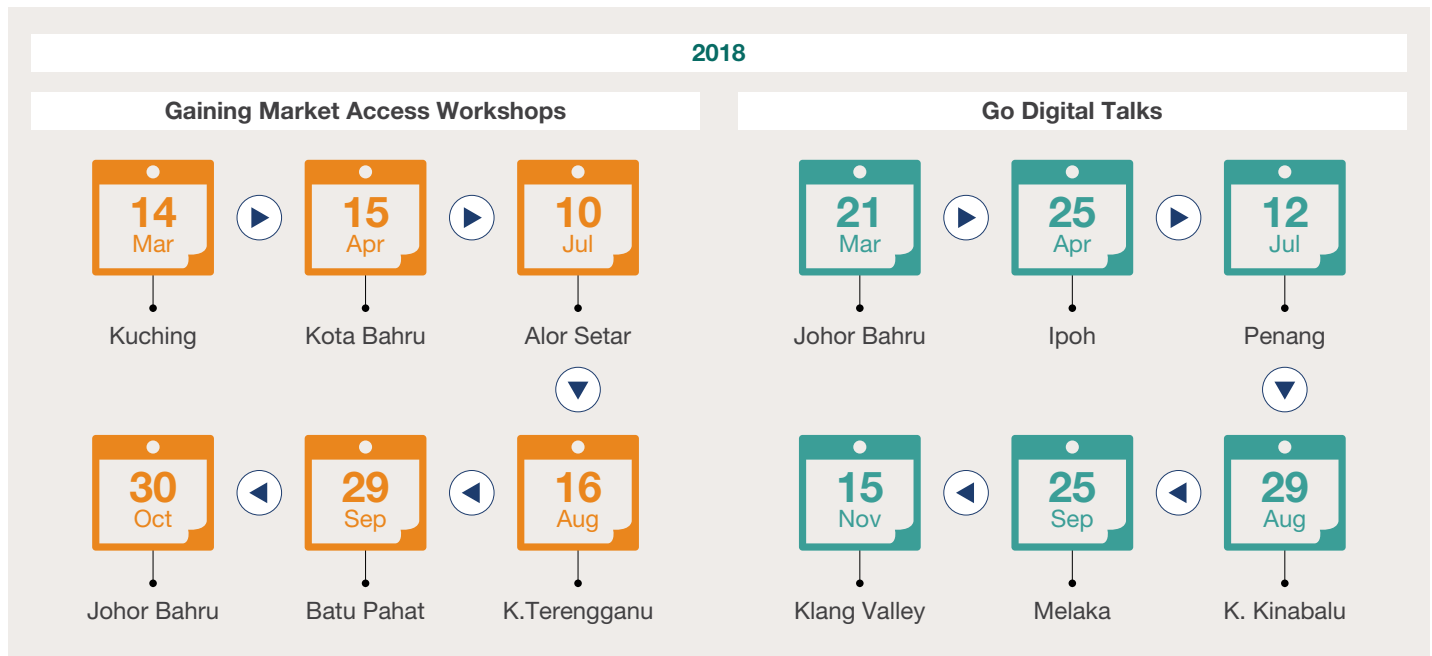 2018
Gaining Market Access Workshops
14
Mar
Kuching
15
Apr
Kota Bahru
10
Jul
Alor Setar
16
Aug
K.Terengganu
29
Sep
Batu Pahat
30
Oct
Johor Bahru
Go Digital Talks
21
Mar
Johor Bahru
25
Apr
Ipoh
12
Jul
Penang
29
Aug
K. Kinabalu
25
Sep
Melaka
15
Nov
Klang Valley